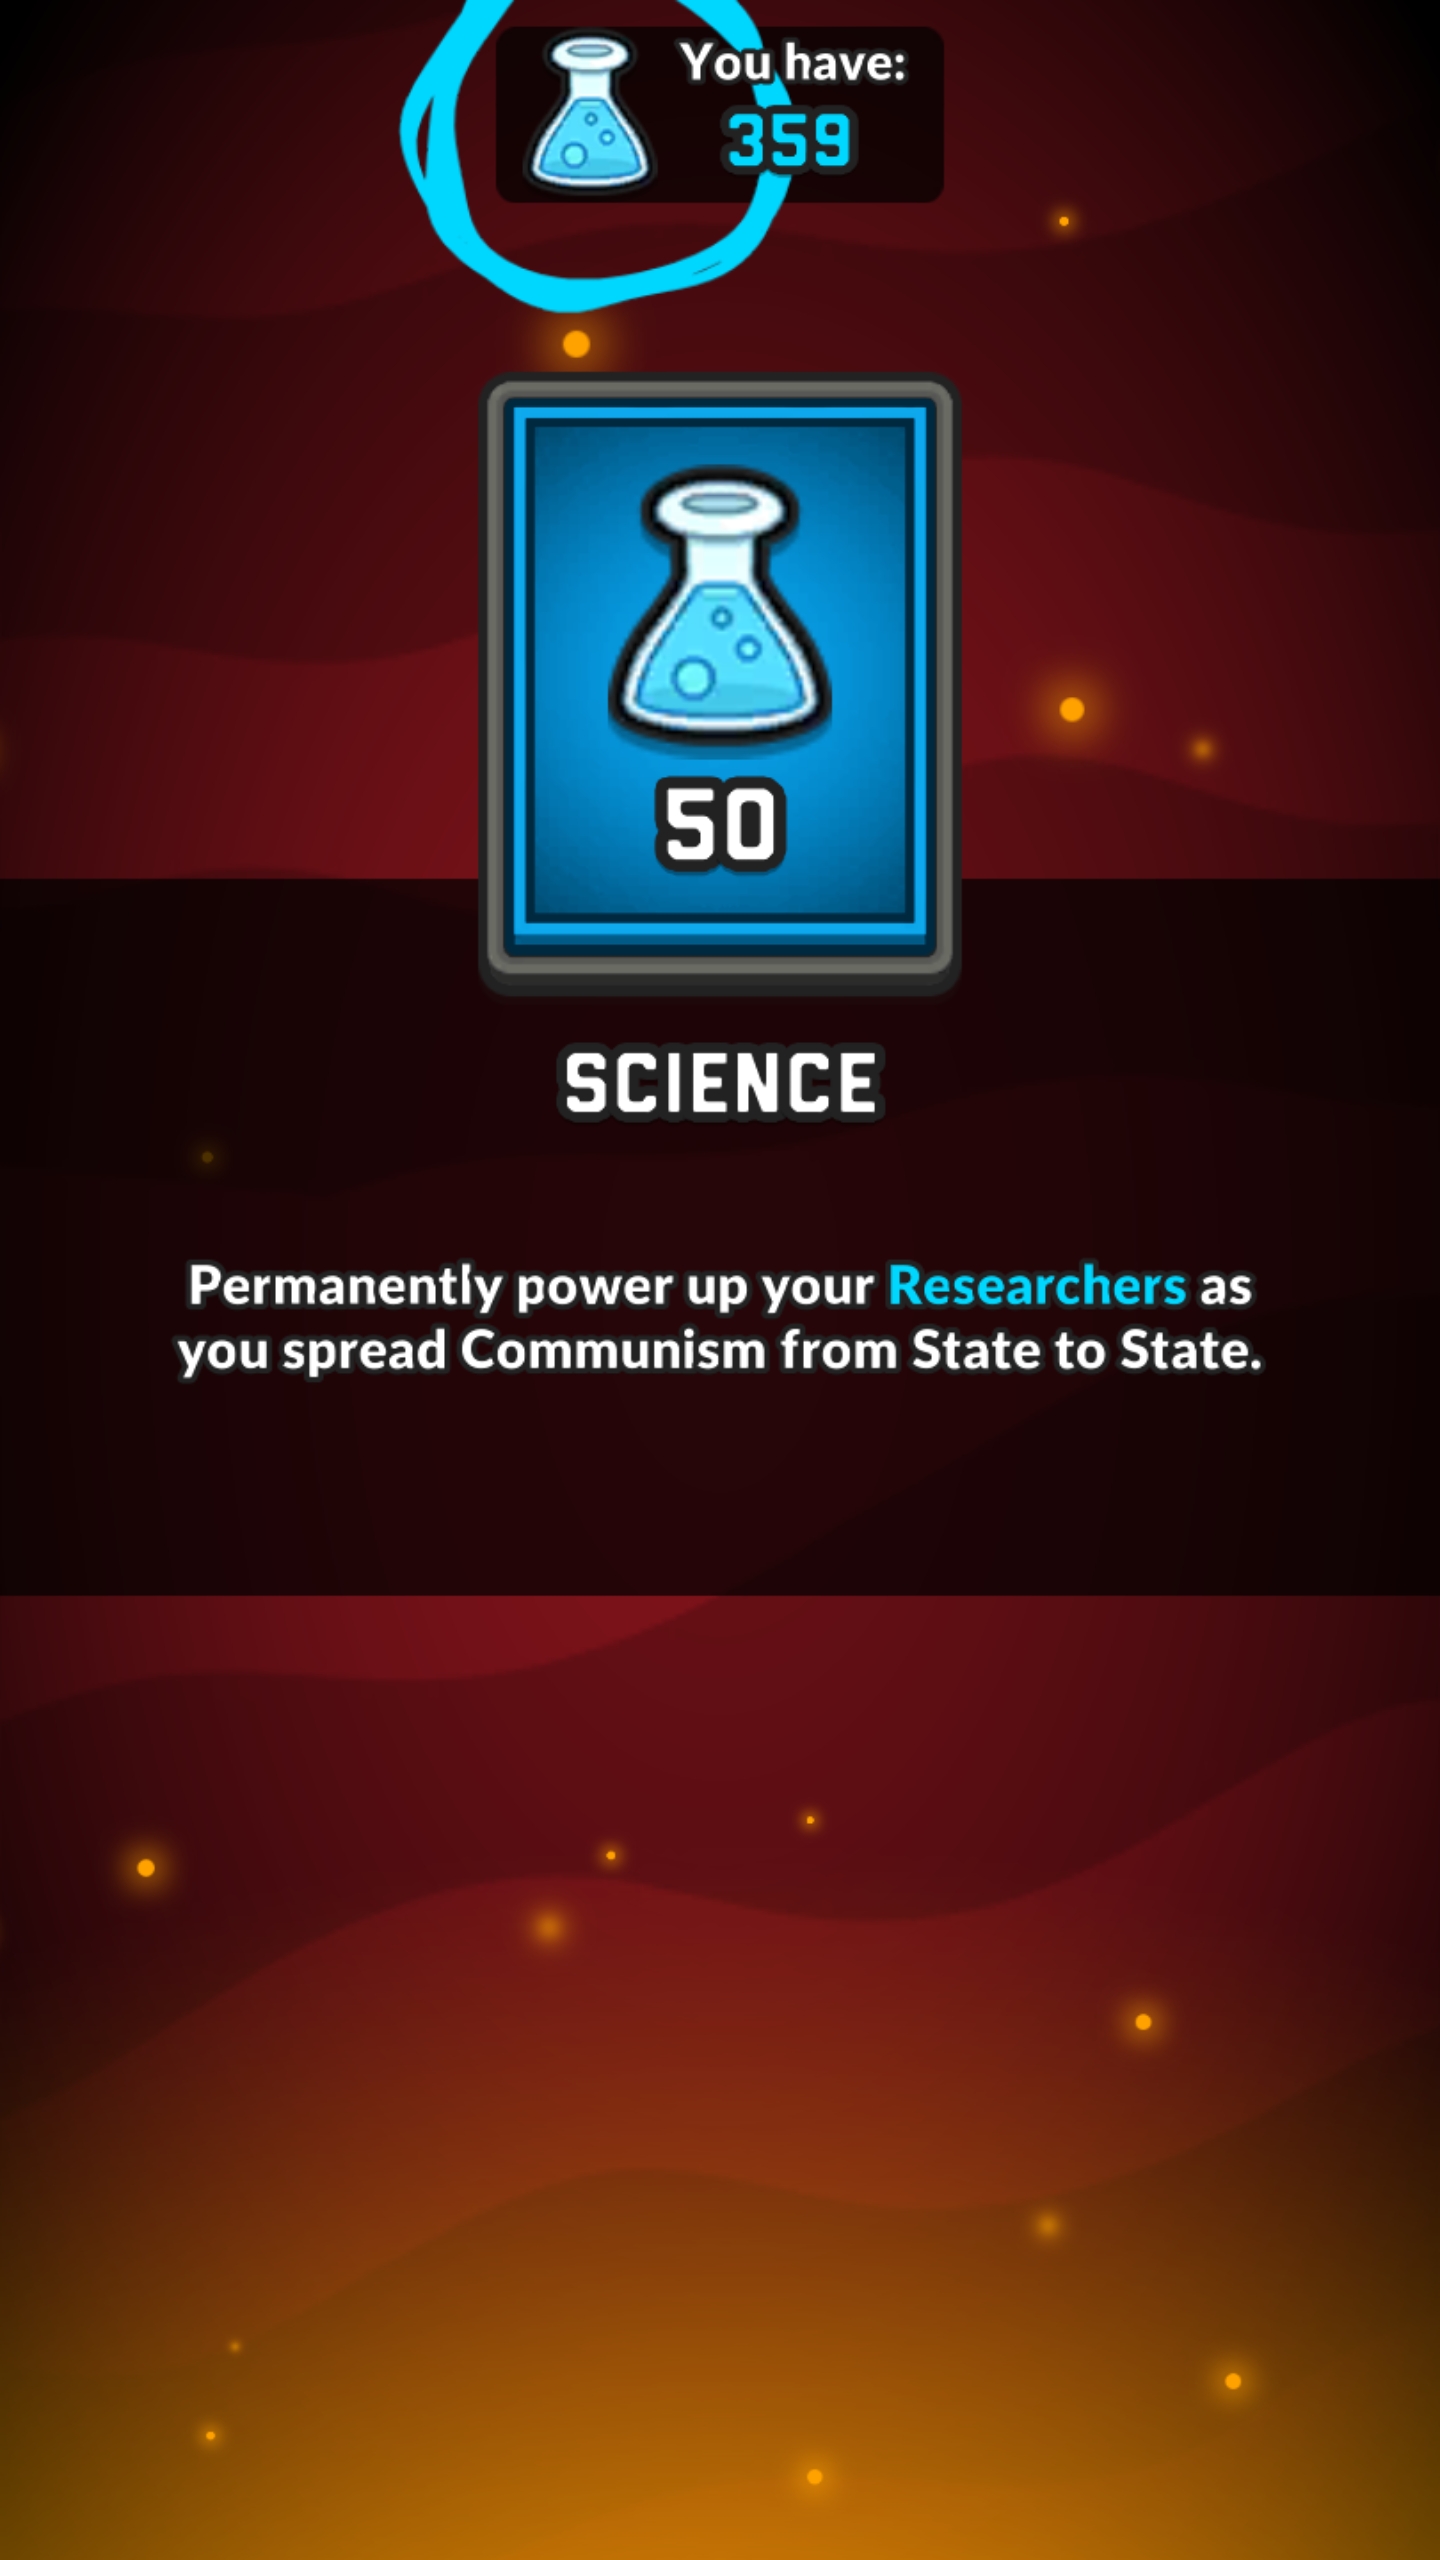 You have:
359
50
SCIENCE
Permanently power up your Researchers as
you spread Communism from State to State.